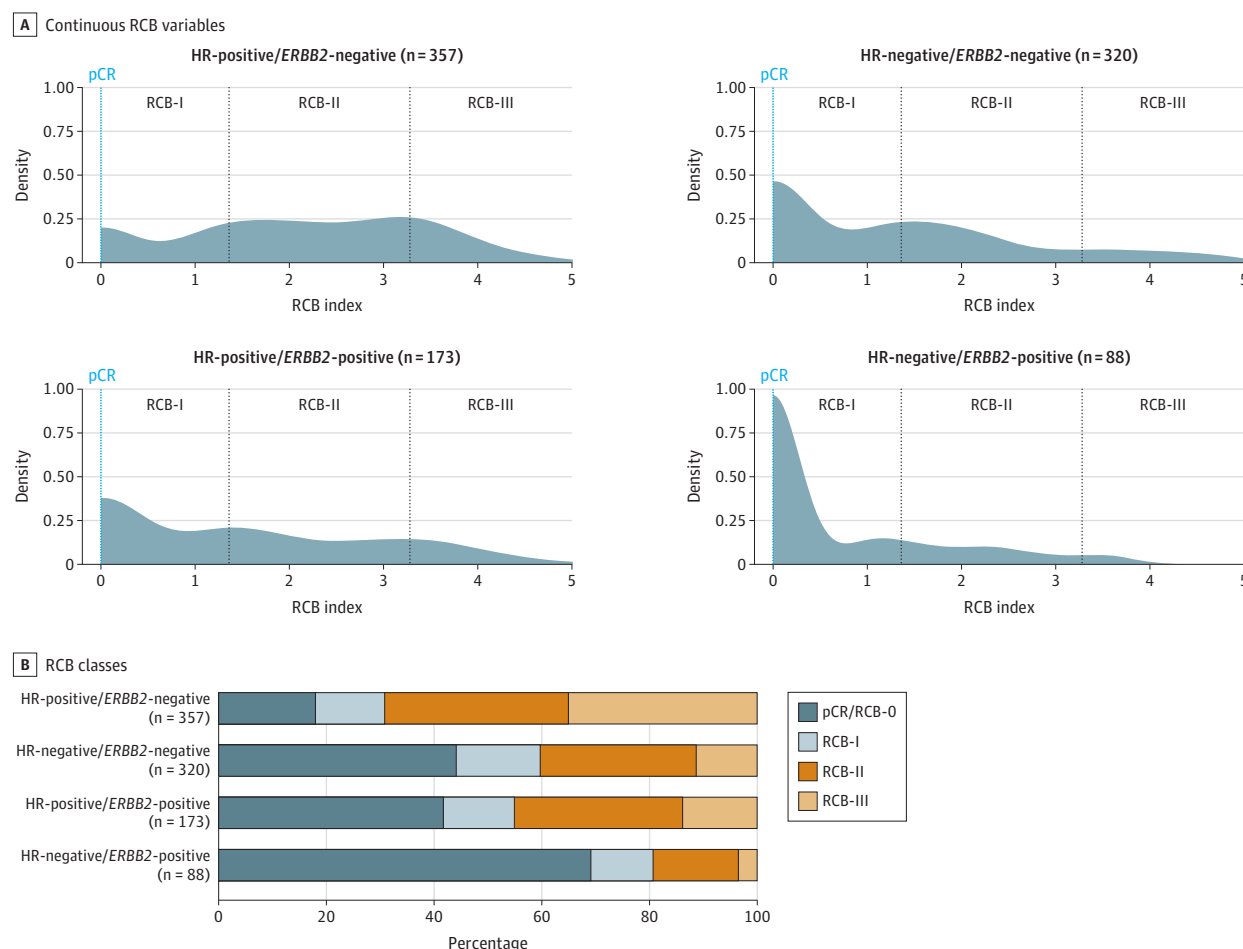 A Continuous RCB variables
HR-positive/ERBB2-negative (n = 357)
pCR
RCB-I
RCB-II
RCB-III
1.00
0.75
0.50
0.25
0
Density
0 1 2 3 4 5
RCB index
HR-negative/ERBB2-negative (n = 320)
pCR
RCB-I
RCB-II
RCB-III
1.00
0.75
0.50
0.25
0
Density
0 1 2 3 4 5
RCB index
HR-positive/ERBB2-positive (n = 173)
pCR
RCB-I
RCB-II
RCB-III
1.00
0.75
0.50
0.25
0
Density
0 1 2 3 4 5
RCB index
HR-negative/ERBB2-positive (n = 88)
pCR
RCB-I
RCB-II
RCB-III
1.00
0.75
0.50
0.25
0
Density
0 1 2 3 4 5
RCB index
B RCB classes
HR-positive/ERBB2-negative
(n = 357)
HR-negative/ERBB2-negative
(n = 320)
HR-positive/ERBB2-positive
(n = 173)
HR-negative/ERBB2-positive
(n = 88)
0 20 40 60 80 100
Percentage
pCR/RCB-0
RCB-I
RCB-II
RCB-III